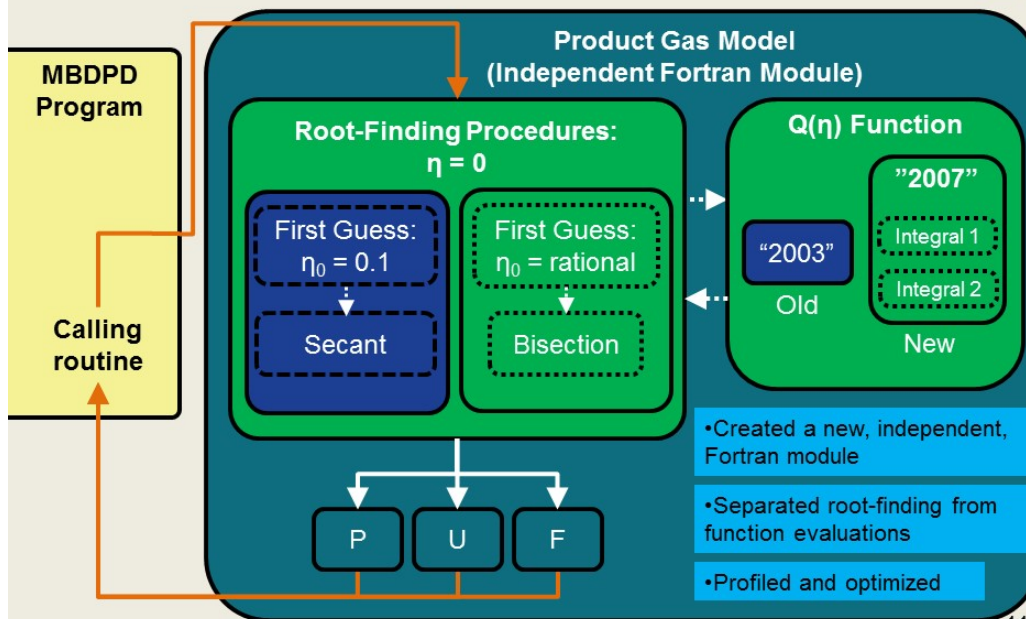 MBDPD
Program
Calling
routine
Product Gas Model
(Independent Fortran Module)
Root-Finding Procedures:
η = 0
First Guess:
η₀ = 0.1
Secant
First Guess:
η₀ = rational
Bisection
Q(η) Function
“2003”
Old
”2007”
Integral 1
Integral 2
New
P
U
F
•Created a new, independent,
Fortran module
•Separated root-finding from
function evaluations
•Profiled and optimized